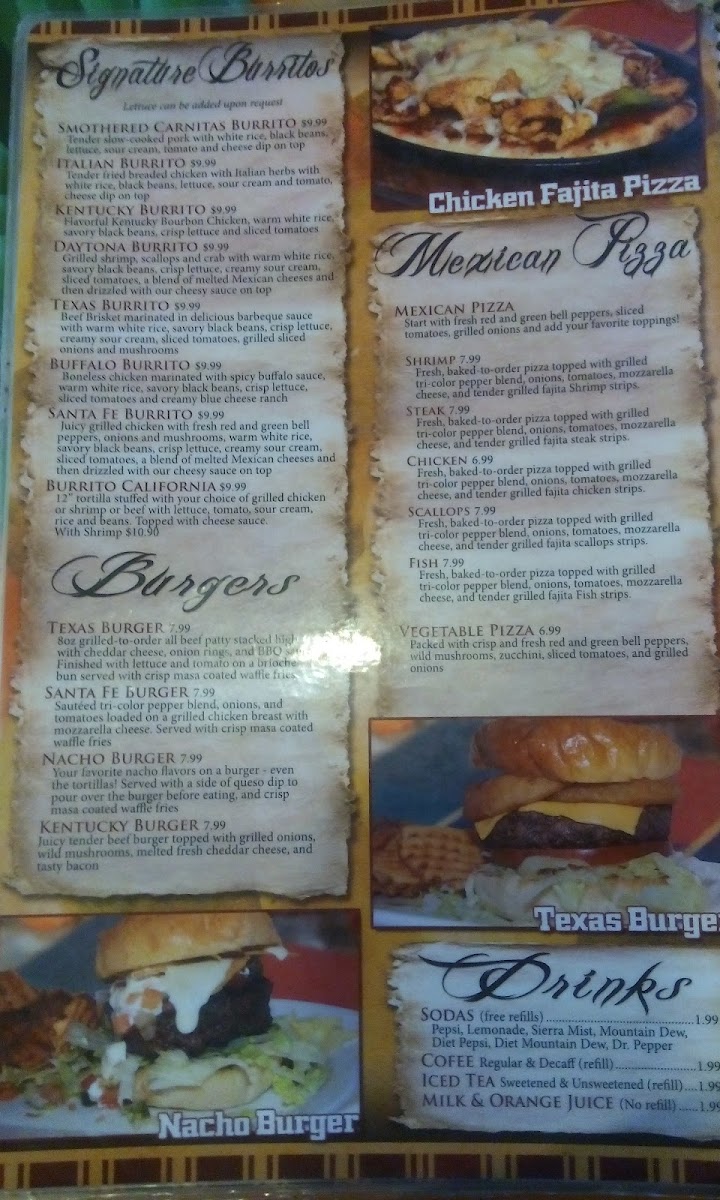 Signature Burritos
Lettuce can be added upon request
Smothered Carnitas Burrito $9.99
Tender slow-cooked pork with white rice, black beans,
lettuce, sour cream, tomato and cheese dip on top
Italian Burrito $9.99
Tender fried breaded chicken with Italian herbs with
white rice, black beans, lettuce, sour cream and tomato,
cheese dip on top
Kentucky Burrito $9.99
Flavorful Kentucky Bourbon Chicken, warm white rice,
savory black beans, crisp lettuce and sliced tomatoes
Daytona Burrito $9.99
Grilled shrimp, scallops and crab with warm white rice,
savory black beans, crisp lettuce, creamy sour cream,
sliced tomatoes, a blend of melted Mexican cheeses and
then drizzled with our cheesy sauce on top
Texas Burrito $9.99
Beef Brisket marinated in delicious barbeque sauce
with warm white rice, savory black beans, crisp lettuce,
creamy sour cream, sliced tomatoes, grilled sliced
onions and mushrooms
Buffalo Burrito $9.99
Boneless chicken marinated with spicy buffalo sauce,
warm white rice, savory black beans, crisp lettuce,
sliced tomatoes and creamy blue cheese ranch
Santa Fe Burrito $9.99
Juicy grilled chicken with fresh red and green bell
peppers, onions and mushrooms, warm white rice,
savory black beans, crisp lettuce, creamy sour cream,
sliced tomatoes, a blend of melted Mexican cheeses and
then drizzled with our cheesy sauce on top
Burrito California $9.99
12" tortilla stuffed with your choice of grilled chicken
or shrimp or beef with lettuce, tomato, sour cream,
rice and beans. Topped with cheese sauce.
With Shrimp $10.90
Burgers
Texas Burger 7.99
8oz grilled-to-order all beef patty stacked high
with cheddar cheese, onion rings, and BBQ
Finished with lettuce and tomato on a brioche
bun served with crisp masa coated waffle fries
Santa Fe Burger 7.99
Sautéed tri-color pepper blend, onions, and
tomatoes loaded on a grilled chicken breast with
mozzarella cheese. Served with crisp masa coated
waffle fries
Nacho Burger 7.99
Your favorite nacho flavors on a burger - even
the tortillas! Served with a side of queso dip to
pour over the burger before eating, and crisp
masa coated waffle fries
Kentucky Burger 7.99
Juicy tender beef burger topped with grilled onions,
wild mushrooms, melted fresh cheddar cheese, and
tasty bacon
Nacho Burger
Chicken Fajita Pizza
Mexican Pizza
Mexican Pizza
Start with fresh red and green bell peppers, sliced
tomatoes, grilled onions and add your favorite toppings!
Shrimp 7.99
Fresh, baked-to-order pizza topped with grilled
tri-color pepper blend, onions, tomatoes, mozzarella
cheese, and tender grilled fajita Shrimp strips.
Steak 7.99
Fresh, baked-to-order pizza topped with grilled
tri-color pepper blend, onions, tomatoes, mozzarella
cheese, and tender grilled fajita steak strips.
Chicken 6.99
Fresh, baked-to-order pizza topped with grilled
tri-color pepper blend, onions, tomatoes, mozzarella
cheese, and tender grilled fajita chicken strips.
Scallops 7.99
Fresh, baked-to-order pizza topped with grilled
tri-color pepper blend, onions, tomatoes, mozzarella
cheese, and tender grilled fajita scallops strips.
Fish 7.99
Fresh, baked-to-order pizza topped with grilled
tri-color pepper blend, onions, tomatoes, mozzarella
cheese, and tender grilled fajita Fish strips.
Vegetable Pizza 6.99
Packed with crisp and fresh red and green bell peppers,
wild mushrooms, zucchini, sliced tomatoes, and grilled
onions
Texas Burger
Drinks
Sodas (free refills)..........1.99
Pepsi, Lemonade, Sierra Mist, Mountain Dew,
Diet Pepsi, Diet Mountain Dew, Dr. Pepper
Cofee Regular & Decaff (refill)..........1.99
Iced Tea Sweetened & Unsweetened (refill)....1.99
Milk & Orange Juice (No refill).....1.99